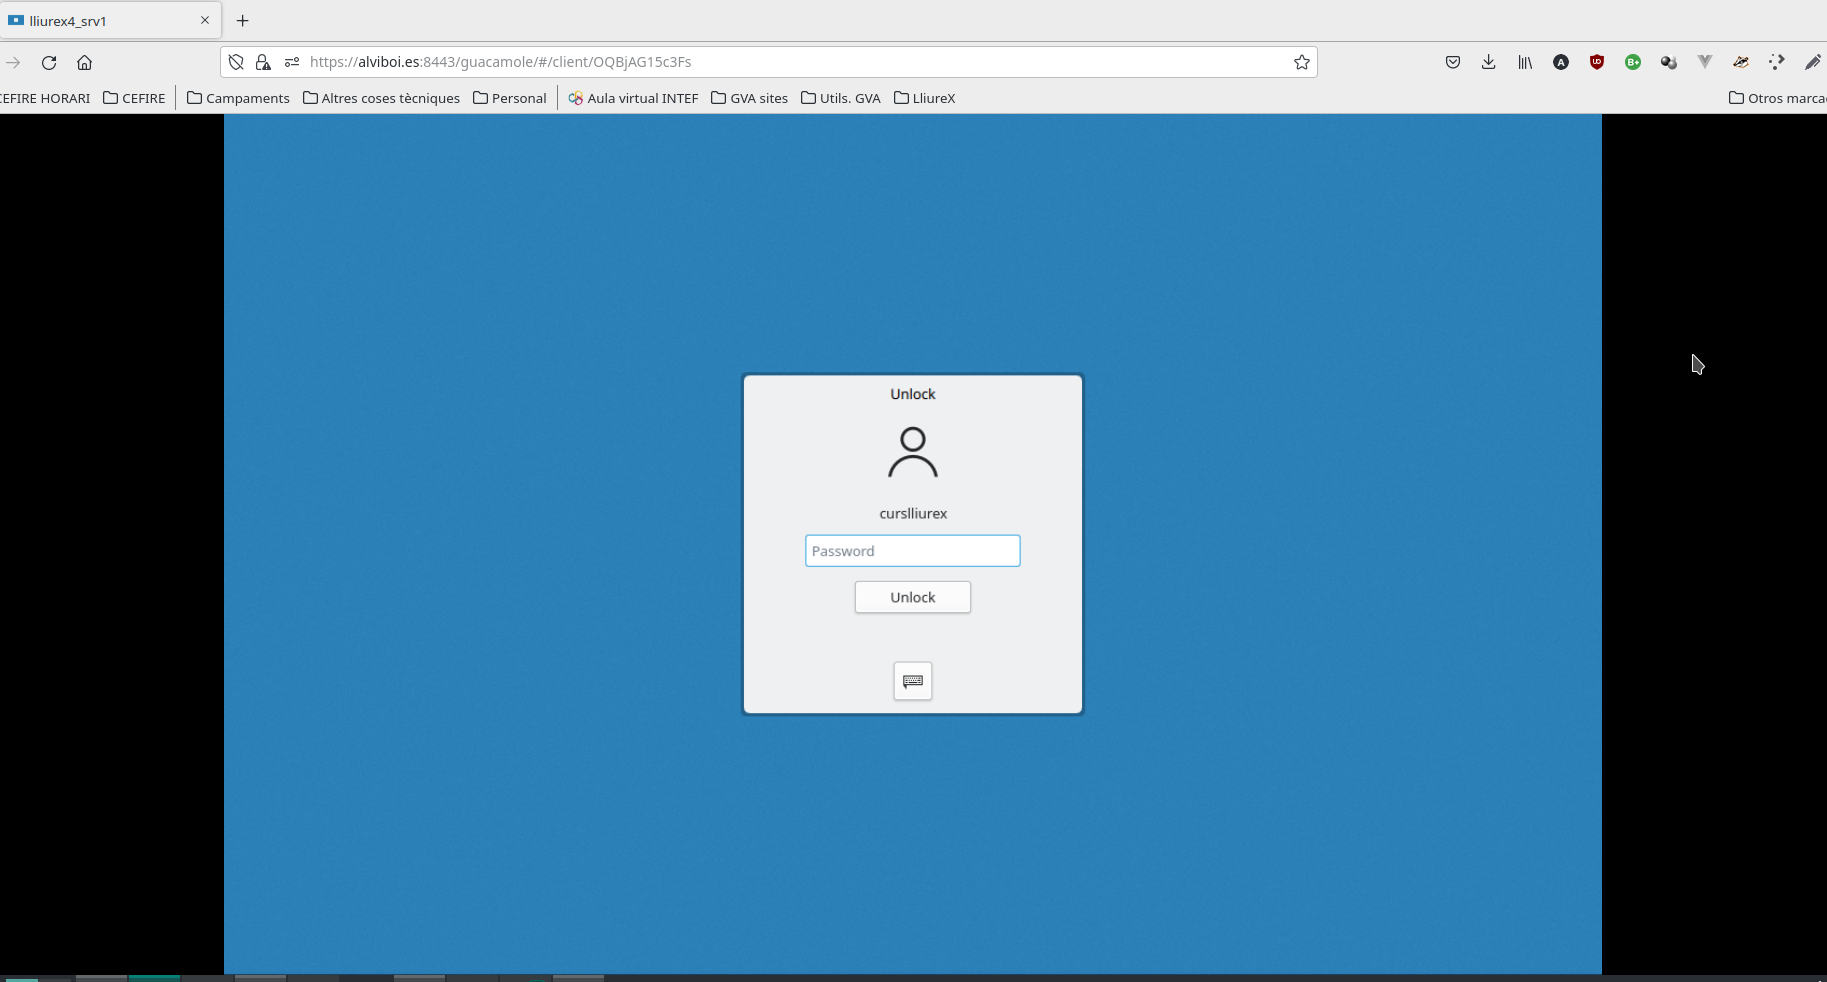 lliurex4_srv1
https://alviboi.es:8443/guacamole/#/client/OQBjAG15c3Fs
CEFIRE HORARI CEFIRE Campaments Altres coses tècniques Personal Aula virtual INTEF GVA sites Utils. GVA LliureX Otros marca
Unlock
curslliurex
Password
Unlock